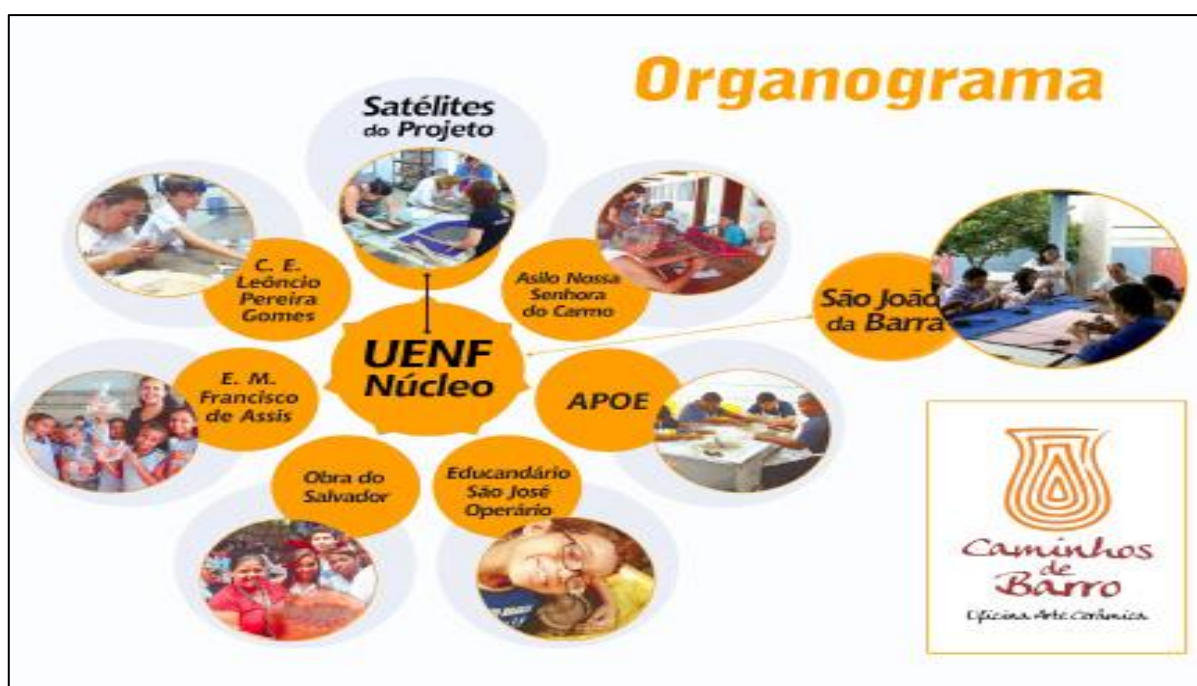 Organograma
Satélites
do Projeto
C. E.
Leôncio
Pereira
Gomes
Asilo Nossa
Senhora
do Carmo
São João
da Barra
UENF
Núcleo
E. M.
Francisco
de Assis
APOE
Obra do
Salvador
Educandário
São José
Operário
Caminhos
de
Barro
Oficina Arte Cerâmica